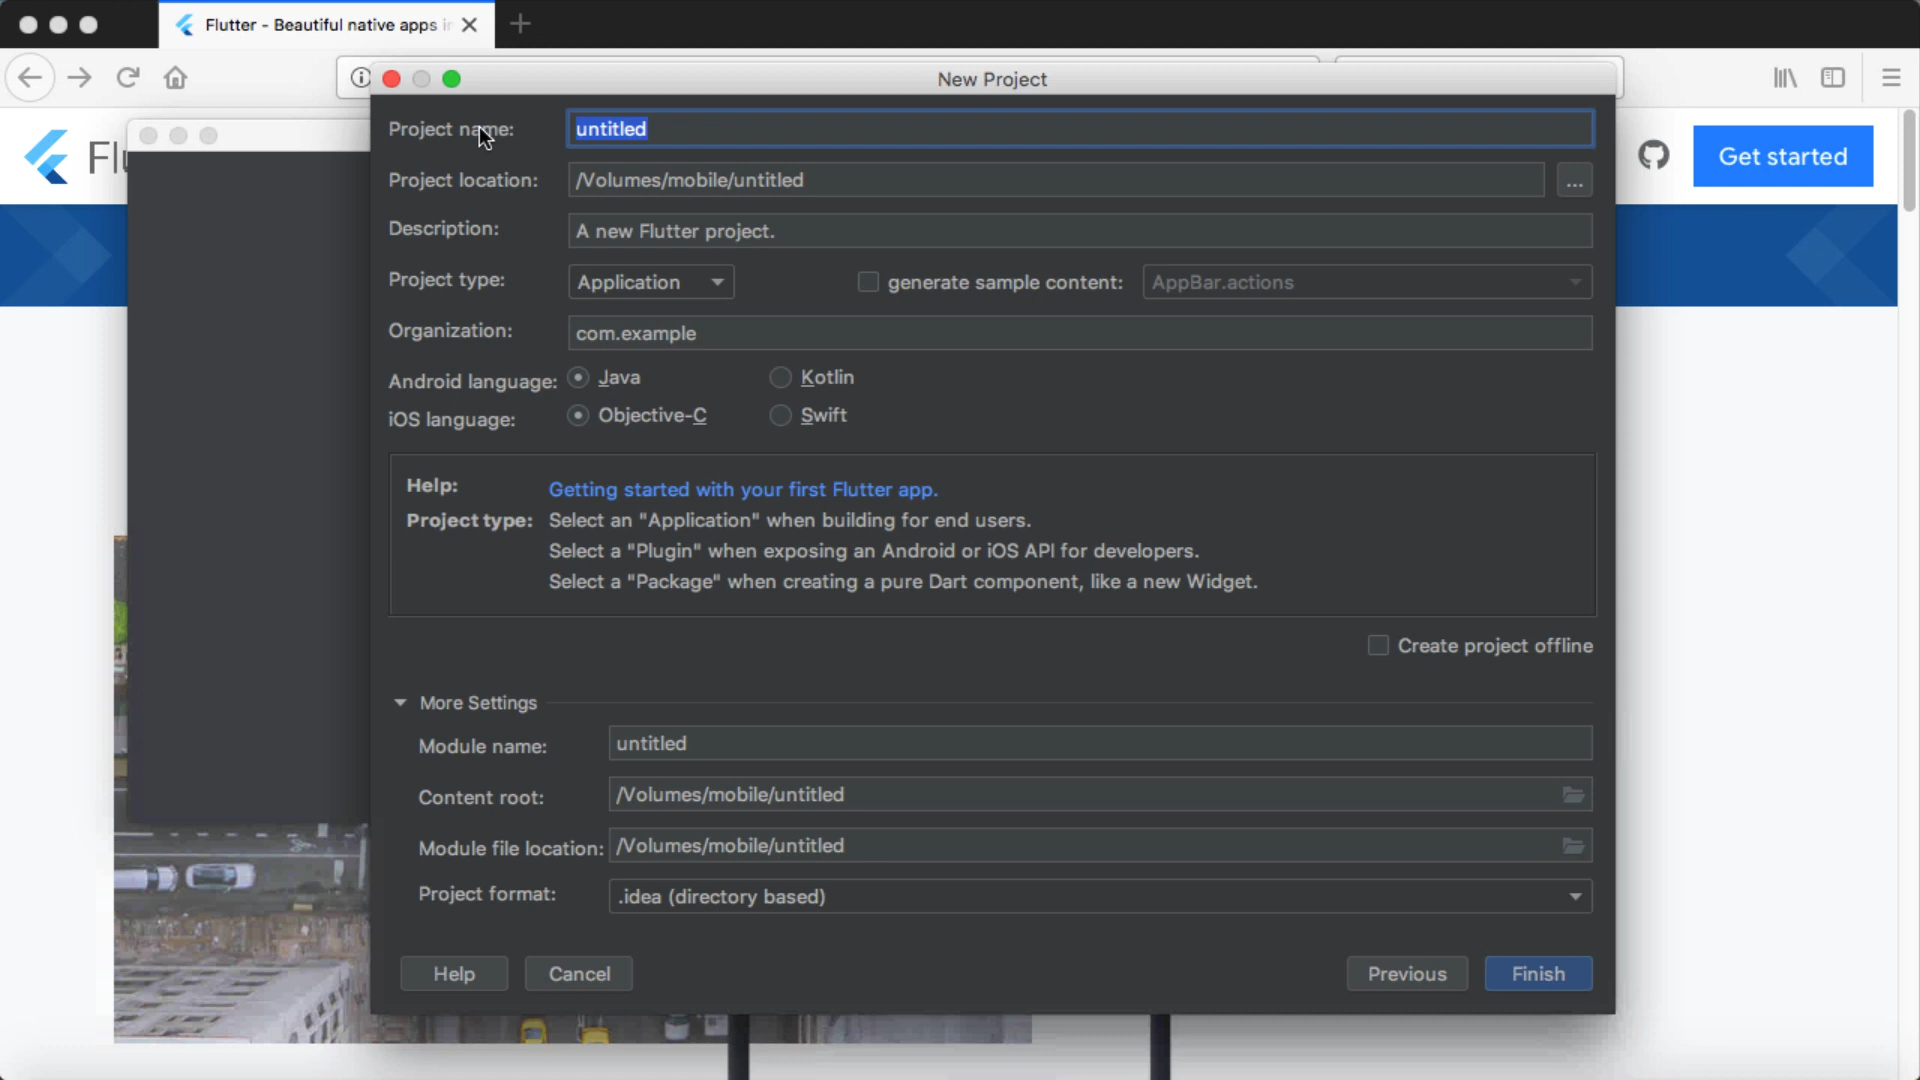 Flutter - Beautiful native apps in
New Project
Project name: untitled
Project location: /Volumes/mobile/untitled ...
Flu Get started
Description: A new Flutter project.
Project type: Application generate sample content: AppBar.actions
Organization: com.example
Android language: Java Kotlin
iOS language: Objective-C Swift
Help: Getting started with your first Flutter app.
Project type: Select an "Application" when building for end users.
Select a "Plugin" when exposing an Android or iOS API for developers.
Select a "Package" when creating a pure Dart component, like a new Widget.
Create project offline
More Settings
Module name: untitled
Content root: /Volumes/mobile/untitled
Module file location: /Volumes/mobile/untitled
Project format: .idea (directory based)
Help Cancel Previous Finish